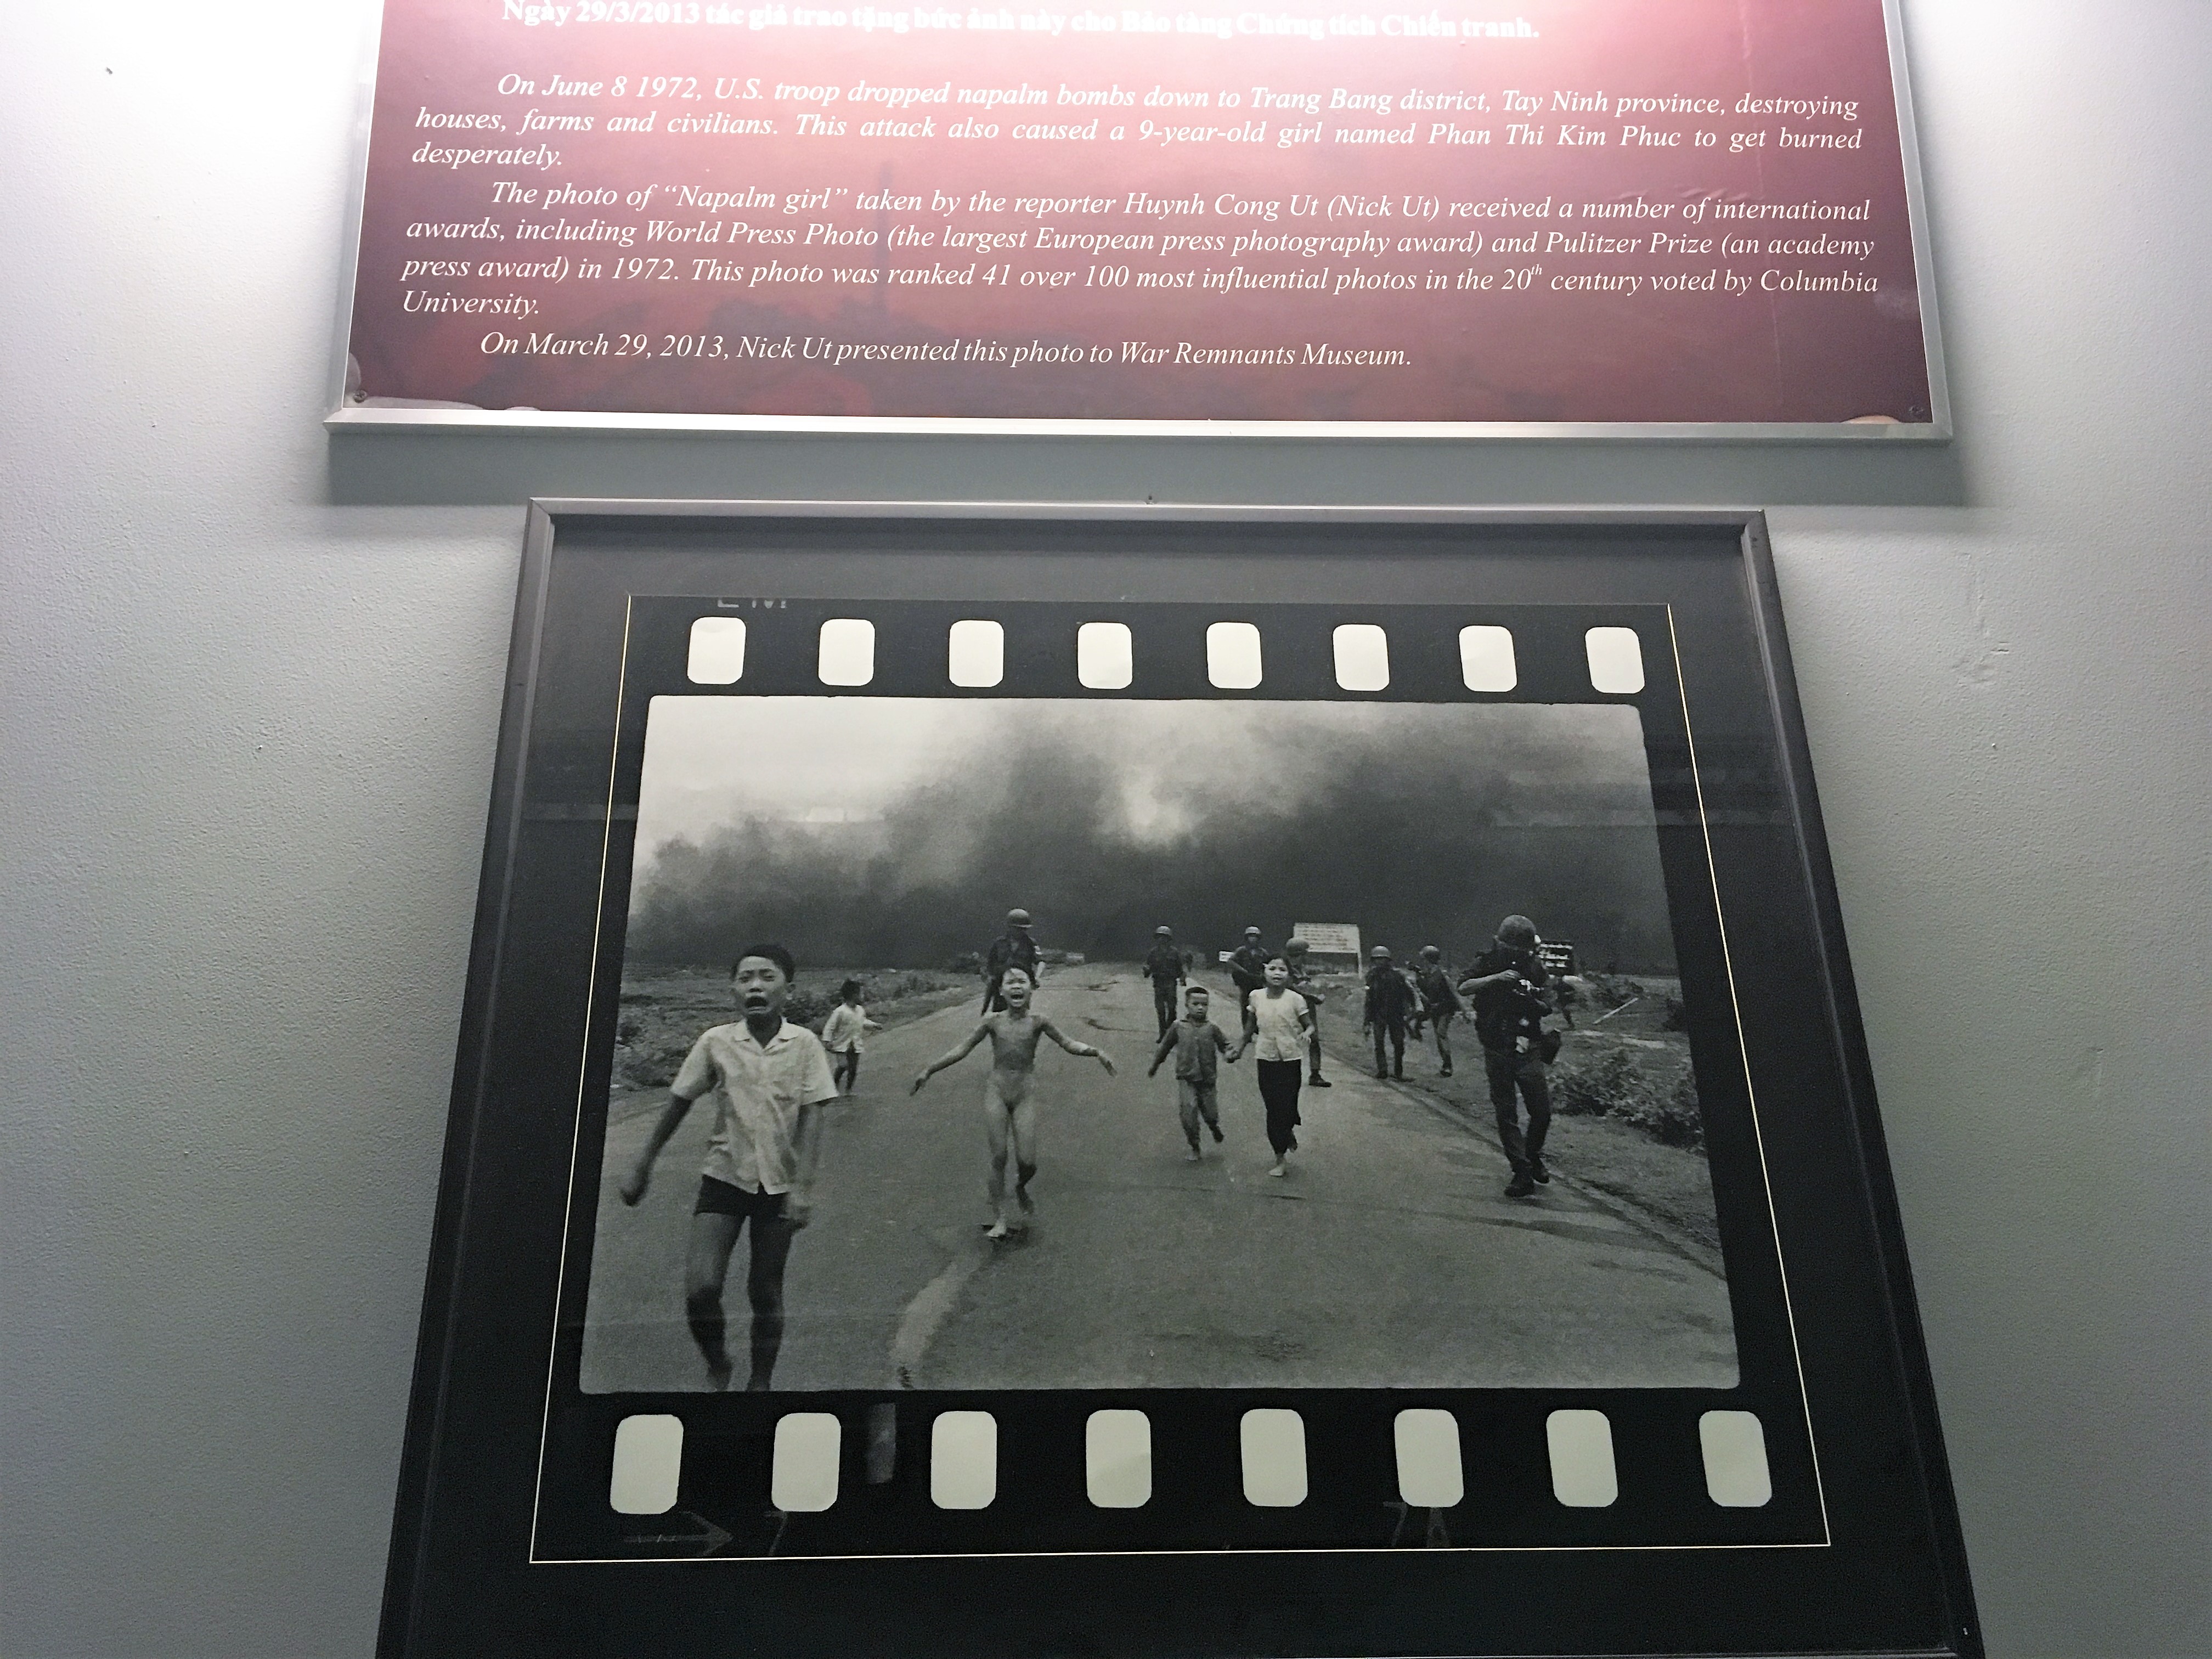 Ngày 29/3/2013 tác giả trao tặng bức ảnh này cho Bảo tàng Chứng tích Chiến tranh.
On June 8 1972, U.S. troop dropped napalm bombs down to Trang Bang district, Tay Ninh province, destroying
houses, farms and civilians. This attack also caused a 9-year-old girl named Phan Thi Kim Phuc to get burned
desperately.
The photo of “Napalm girl” taken by the reporter Huynh Cong Ut (Nick Ut) received a number of international
awards, including World Press Photo (the largest European press photography award) and Pulitzer Prize (an academy
press award) in 1972. This photo was ranked 41 over 100 most influential photos in the 20th century voted by Columbia
University.
On March 29, 2013, Nick Ut presented this photo to War Remnants Museum.
7
7A